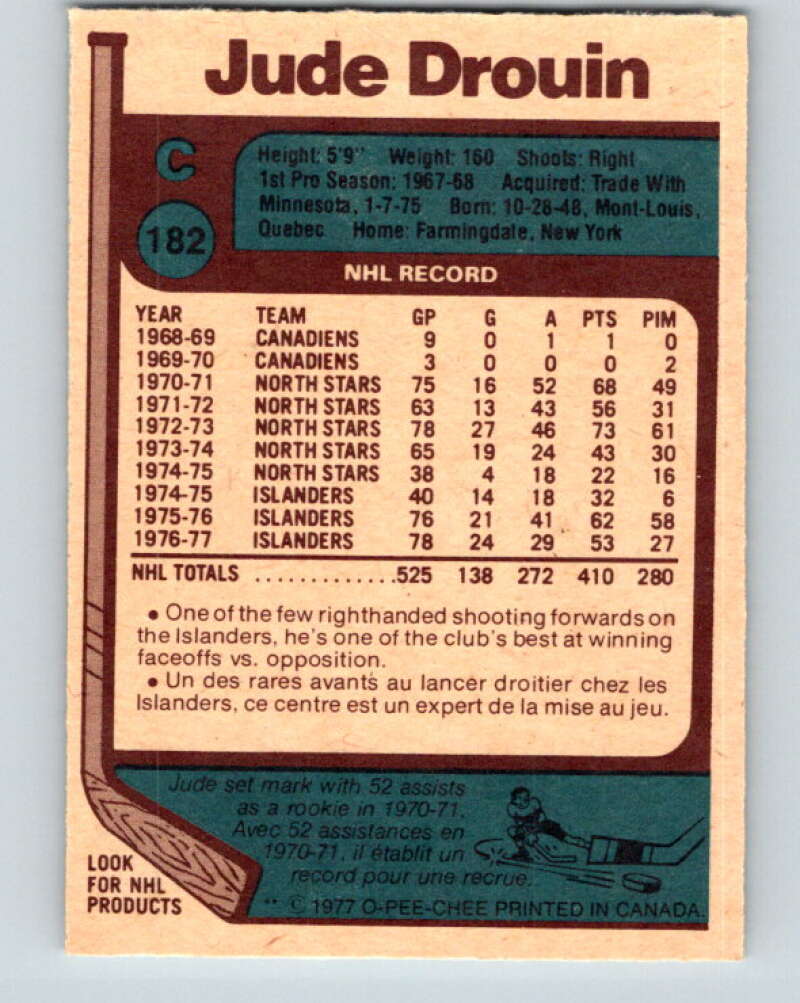 Jude Drouin
C
182
Height: 5'9" Weight: 160 Shoots: Right
1st Pro Season: 1967-68 Acquired: Trade With
Minnesota, 1-7-75 Born: 10-28-48, Mont-Louis,
Quebec Home: Farmingdale, New York
NHL RECORD
YEAR TEAM GP G A PTS PIM
1968-69 CANADIENS 9 0 1 1 0
1969-70 CANADIENS 3 0 0 0 2
1970-71 NORTH STARS 75 16 52 68 49
1971-72 NORTH STARS 63 13 43 56 31
1972-73 NORTH STARS 78 27 46 73 61
1973-74 NORTH STARS 65 19 24 43 30
1974-75 NORTH STARS 38 4 18 22 16
1974-75 ISLANDERS 40 14 18 32 6
1975-76 ISLANDERS 76 21 41 62 58
1976-77 ISLANDERS 78 24 29 53 27
NHL TOTALS .............525 138 272 410 280
• One of the few righthanded shooting forwards on
the Islanders, he's one of the club's best at winning
faceoffs vs. opposition.
• Un des rares avants au lancer droitier chez les
Islanders, ce centre est un expert de la mise au jeu.
Jude set mark with 52 assists
as a rookie in 1970-71.
Avec 52 assistances en
1970-71, il établit un
record pour une recrue.
LOOK
FOR NHL
PRODUCTS
** © 1977 O-PEE-CHEE PRINTED IN CANADA.